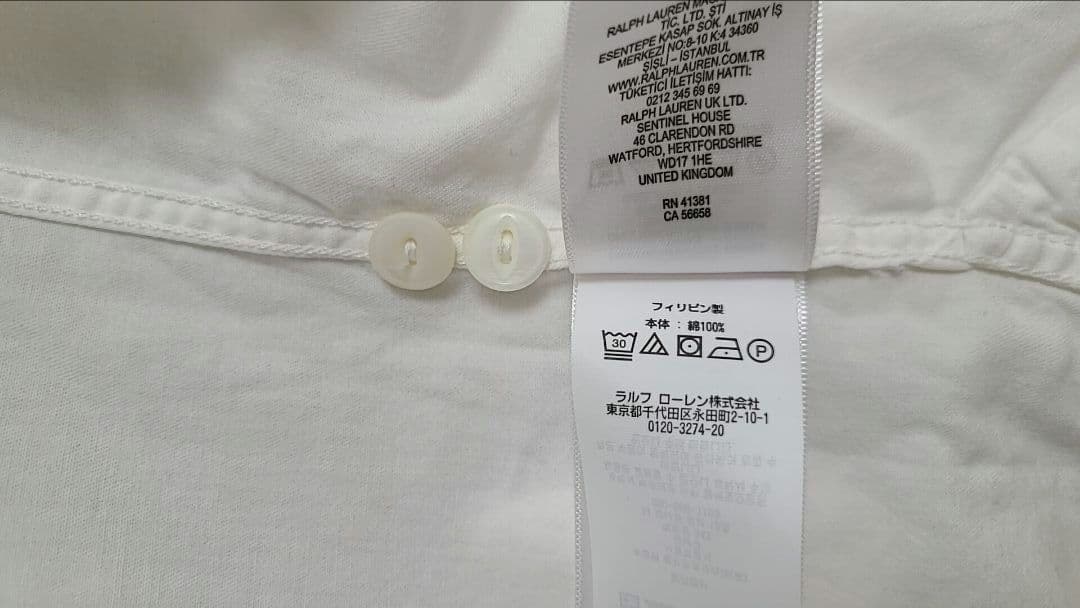 RALPH LAUREN
TİC. LTD. ŞTİ
ESENTEPE KASAP SOK. ALTINAY İŞ
MERKEZİ NO:8-10 K:4 34360
ŞİŞLİ – İSTANBUL
WWW.RALPHLAUREN.COM.TR
TÜKETİCİ İLETİŞİM HATTI:
0212 345 69 69
RALPH LAUREN UK LTD.
SENTINEL HOUSE
46 CLARENDON RD
WATFORD, HERTFORDSHIRE
WD17 1HE
UNITED KINGDOM
RN 41381
CA 56658
フィリピン製
本体 : 綿100%
30 P
ラルフ ローレン株式会社
東京都千代田区永田町2-10-1
0120-3274-20